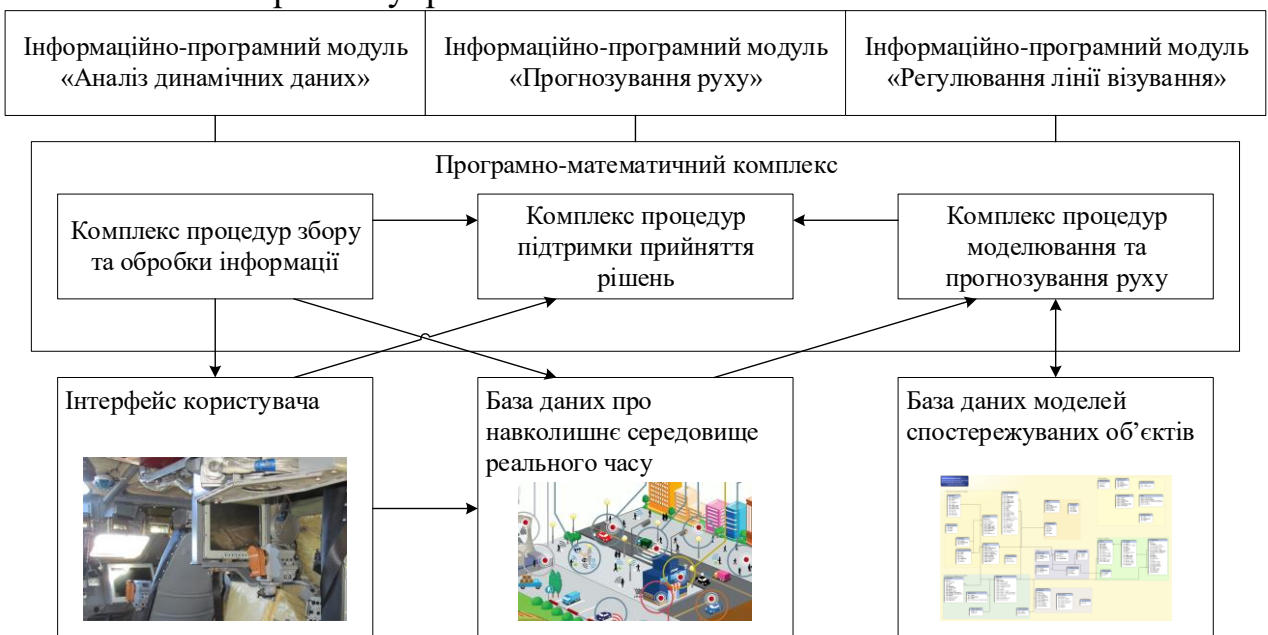 Інформаційно-програмний модуль
«Аналіз динамічних даних»
Інформаційно-програмний модуль
«Прогнозування руху»
Інформаційно-програмний модуль
«Регулювання лінії візування»
Програмно-математичний комплекс
Комплекс процедур збору
та обробки інформації
Комплекс процедур
підтримки прийняття
рішень
Комплекс процедур
моделювання та
прогнозування руху
Інтерфейс користувача
База даних про
навколишнє середовище
реального часу
База даних моделей
спостережуваних об’єктів